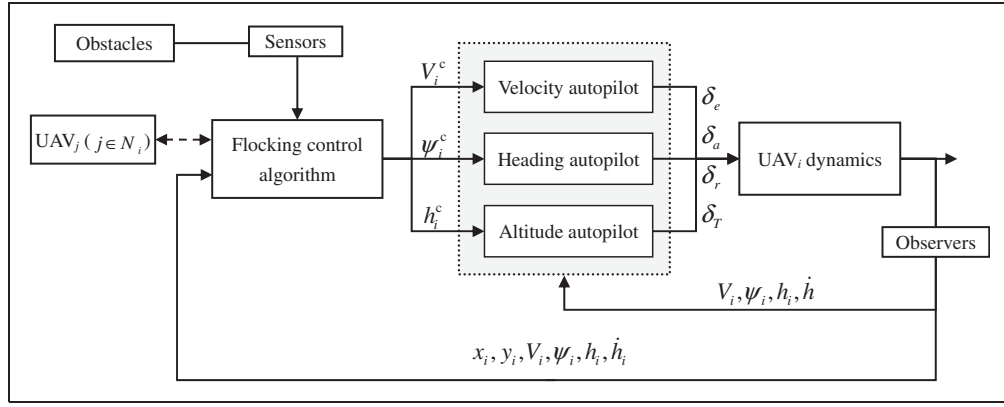 Obstacles
Sensors
UAV_j ( j ∈ N_i )
Flocking control
algorithm
V_i^c
ψ_i^c
h_i^c
Velocity autopilot
Heading autopilot
Altitude autopilot
δ_e
δ_a
δ_r
δ_T
UAV_i dynamics
Observers
V_i, ψ_i, h_i, ḣ
x_i, y_i, V_i, ψ_i, h_i, ḣ_i